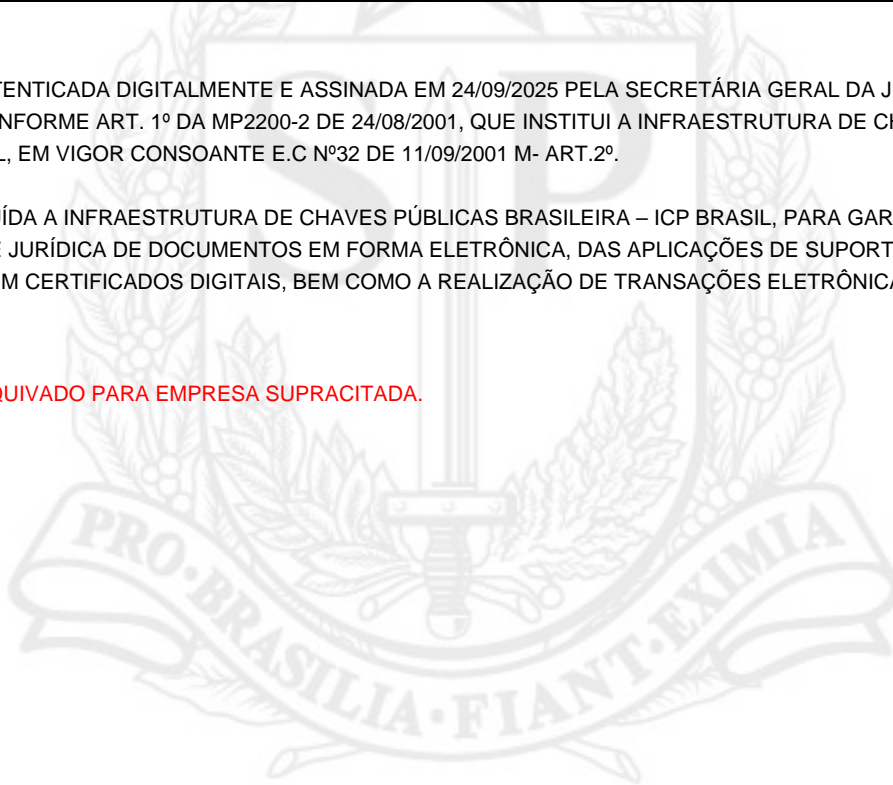 TENTICADA DIGITALMENTE E ASSINADA EM 24/09/2025 PELA SECRETÁRIA GERAL DA J
NFORME ART. 1º DA MP2200-2 DE 24/08/2001, QUE INSTITUI A INFRAESTRUTURA DE CH
L, EM VIGOR CONSOANTE E.C Nº32 DE 11/09/2001 M- ART.2º.
UÍDA A INFRAESTRUTURA DE CHAVES PÚBLICAS BRASILEIRA – ICP BRASIL, PARA GAR
E JURÍDICA DE DOCUMENTOS EM FORMA ELETRÔNICA, DAS APLICAÇÕES DE SUPORT
M CERTIFICADOS DIGITAIS, BEM COMO A REALIZAÇÃO DE TRANSAÇÕES ELETRÔNICA
QUIVADO PARA EMPRESA SUPRACITADA.
SP
PRO·BRASILIA·FIANT·EXIMIA